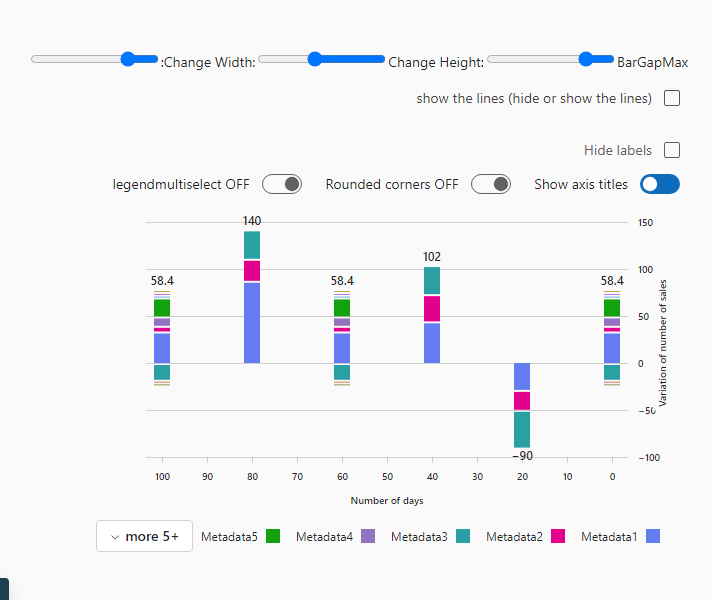 :Change Width: Change Height: BarGapMax
show the lines (hide or show the lines)
Hide labels
legendmultiselect OFF Rounded corners OFF Show axis titles
150
140
100
102
58.4 58.4 58.4
50
0
−50
−90
−100
Variation of number of sales
100 90 80 70 60 50 40 30 20 10 0
Number of days
more 5+ Metadata5 Metadata4 Metadata3 Metadata2 Metadata1